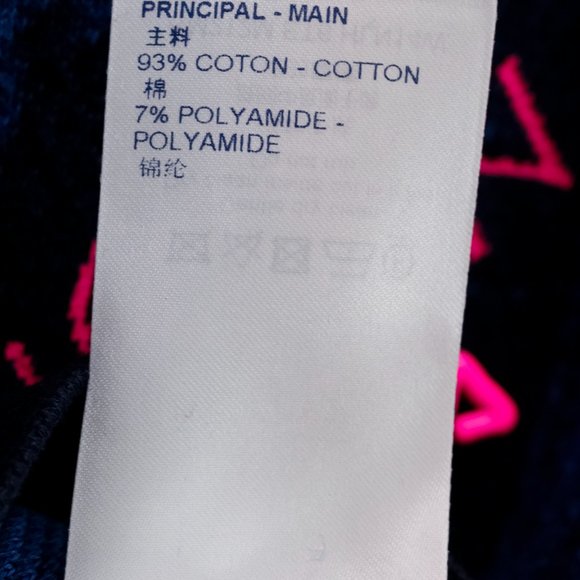 PRINCIPAL - MAIN
主料
93% COTON - COTTON
棉
7% POLYAMIDE -
POLYAMIDE
锦纶